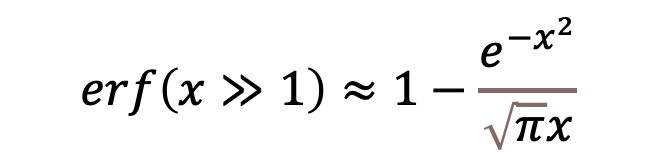 erf(x ≫ 1) ≈ 1 − e^{−x²} / (√π x)